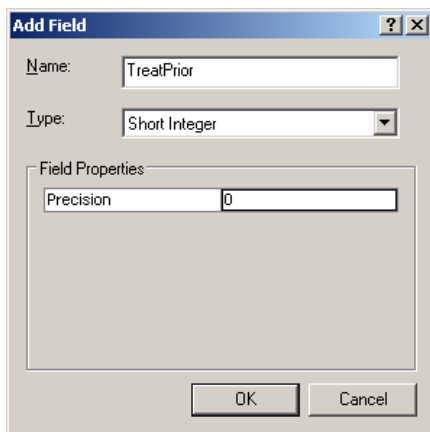 Add Field
Name: TreatPrior
Type: Short Integer
Field Properties
Precision 0
OK Cancel